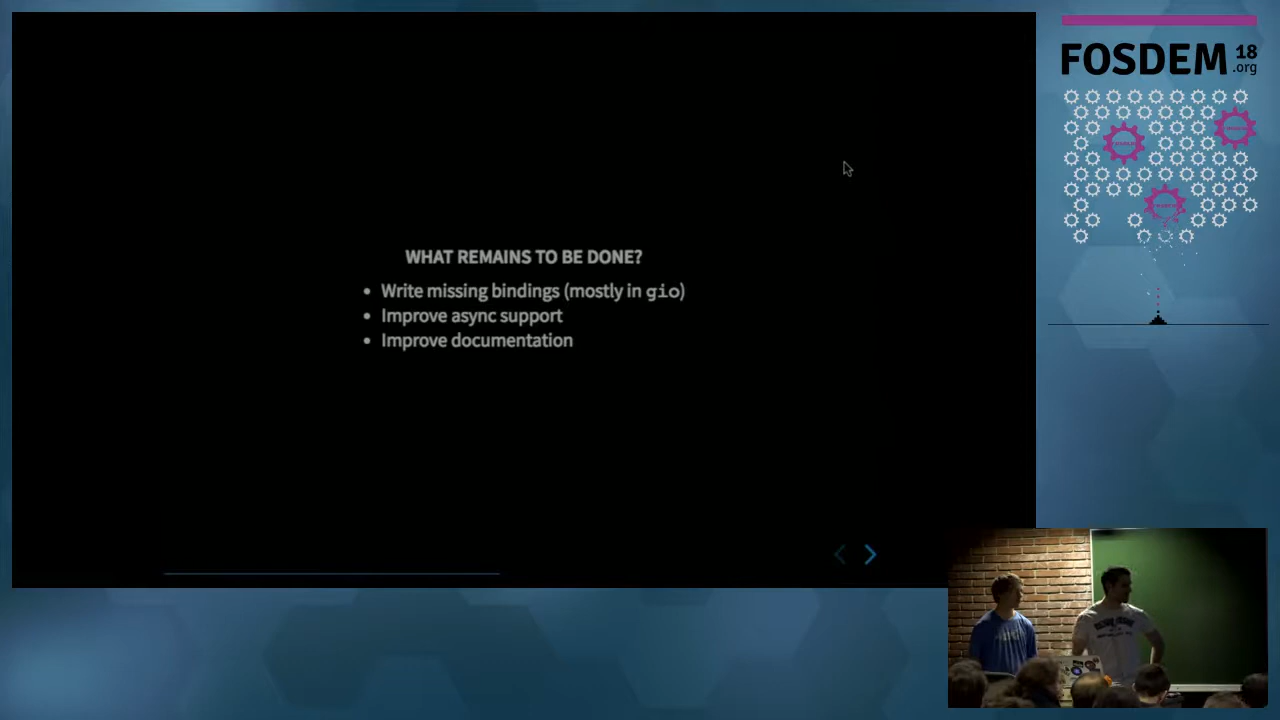 WHAT REMAINS TO BE DONE?
• Write missing bindings (mostly in gio)
• Improve async support
• Improve documentation
FOSDEM 18
.org